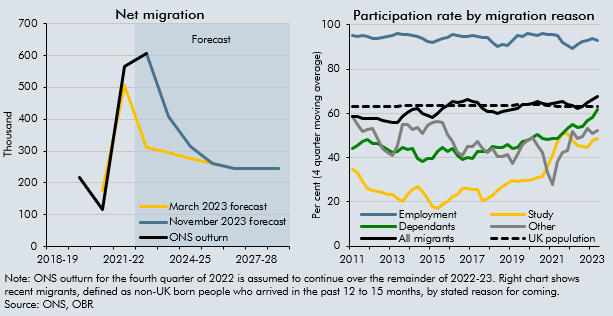 Net migration
700
600
500
400
300
200
100
0
Thousand
Forecast
March 2023 forecast
November 2023 forecast
ONS outturn
2018-19
2021-22
2024-25
2027-28
Participation rate by migration reason
100
80
60
40
20
0
Per cent (4 quarter moving average)
Employment
Study
Dependants
Other
All migrants
UK population
2011
2013
2015
2017
2019
2021
2023
Note: ONS outturn for the fourth quarter of 2022 is assumed to continue over the remainder of 2022-23. Right chart shows
recent migrants, defined as non-UK born people who arrived in the past 12 to 15 months, by stated reason for coming.
Source: ONS, OBR